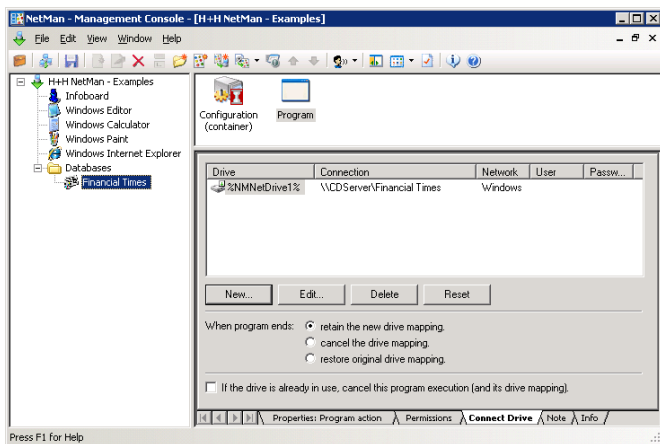 NetMan - Management Console - [H+H NetMan - Examples]
File Edit View Window Help
H+H NetMan - Examples
Infoboard
Windows Editor
Windows Calculator
Windows Paint
Windows Internet Explorer
Databases
Financial Times
Configuration (container)
Program
Drive Connection Network User Passw...
%NMNetDrive1% \\CDServer\Financial Times Windows
New... Edit... Delete Reset
When program ends: retain the new drive mapping.
cancel the drive mapping.
restore original drive mapping.
If the drive is already in use, cancel this program execution (and its drive mapping).
Properties: Program action Permissions Connect Drive Note Info
Press F1 for Help